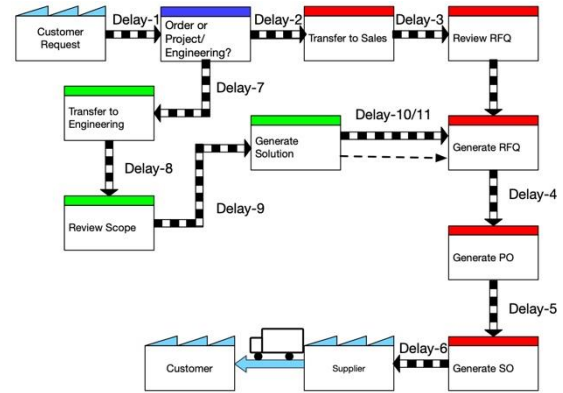 Customer
Request
Delay-1
Order or
Project/
Engineering?
Delay-2
Transfer to Sales
Delay-3
Review RFQ
Delay-7
Transfer to
Engineering
Delay-8
Review Scope
Delay-9
Generate
Solution
Delay-10/11
Generate RFQ
Delay-4
Generate PO
Delay-5
Generate SO
Delay-6
Supplier
Customer